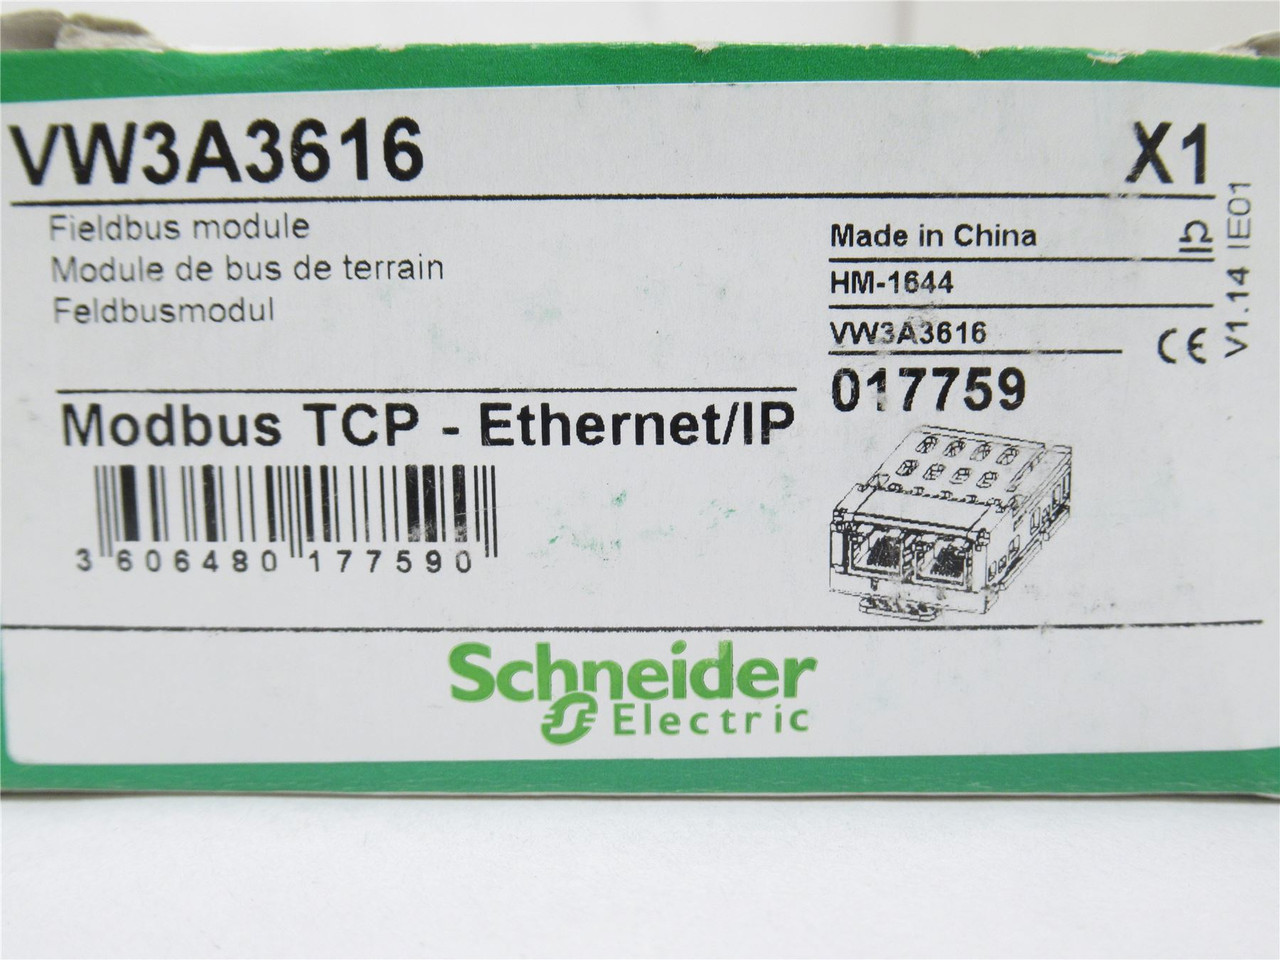 VW3A3616
X1
Fieldbus module
Module de bus de terrain
Feldbusmodul
Made in China
HM-1644
VW3A3616
017759
V1.14 IE01
CE
Modbus TCP - Ethernet/IP
3 606480 177590
Schneider
Electric